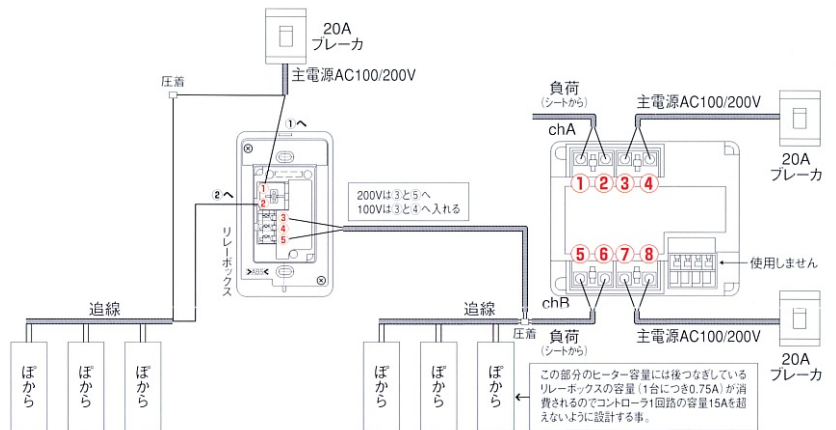 20A
ブレーカ
主電源AC100/200V
圧着
①へ
②へ
1
2
3
4
5
リレーボックス
>ABS<
200Vは③と⑤へ
100Vは③と④へ入れる
追線
ぽから
ぽから
ぽから
追線
ぽから
ぽから
ぽから
圧着
負荷
(シートから)
chA
主電源AC100/200V
20A
ブレーカ
① ② ③ ④
⑤ ⑥ ⑦ ⑧
使用しません
chB
負荷
(シートから)
主電源AC100/200V
20A
ブレーカ
この部分のヒーター容量には後つなぎしている
リレーボックスの容量(1台につき0.75A)が消
費されるのでコントローラ1回路の容量15Aを超
えないように設計する事。